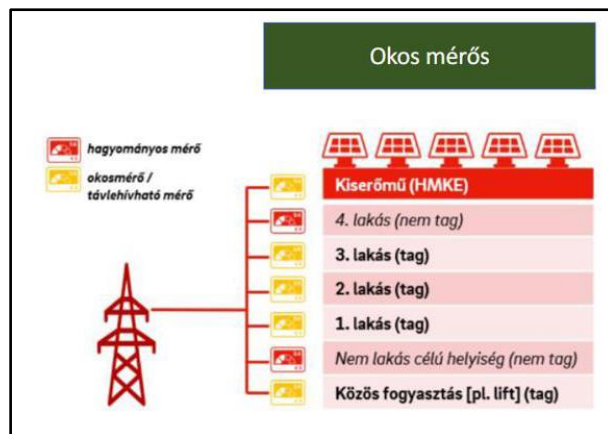 Okos mérős
hagyományos mérő
okosmérő /
távlehívható mérő
Kiserőmű (HMKE)
4. lakás (nem tag)
3. lakás (tag)
2. lakás (tag)
1. lakás (tag)
Nem lakás célú helyiség (nem tag)
Közös fogyasztás [pl. lift] (tag)